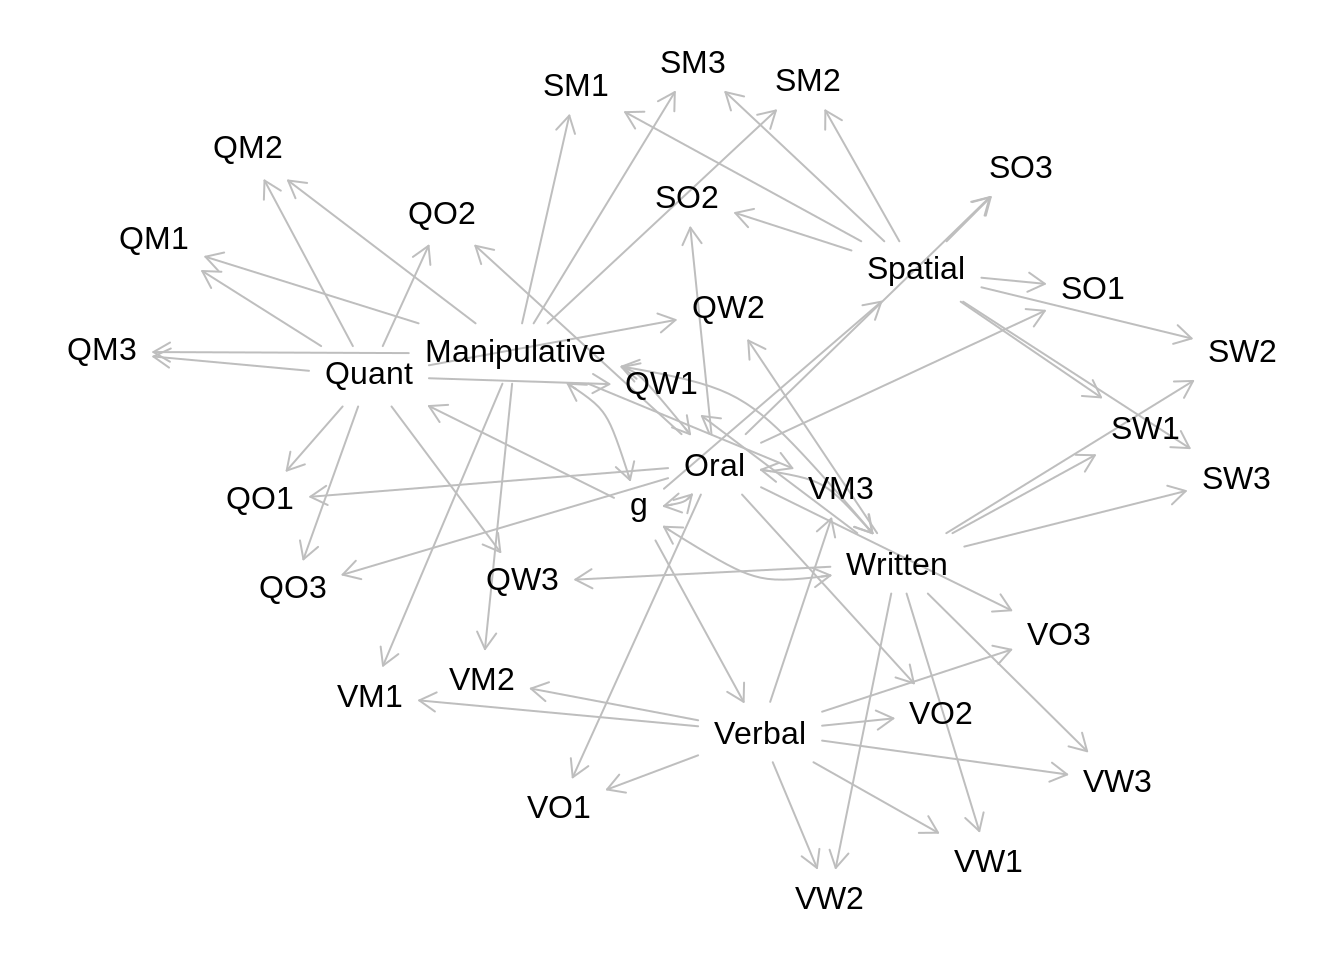 SM3
SM2
SM1
QM2
SO3
SO2
QO2
QM1
Spatial
SO1
QW2
QM3
Manipulative
SW2
Quant
QW1
SW1
Oral
SW3
VM3
QO1
g
Written
QW3
QO3
VO3
VM2
VM1
VO2
Verbal
VW3
VO1
VW1
VW2